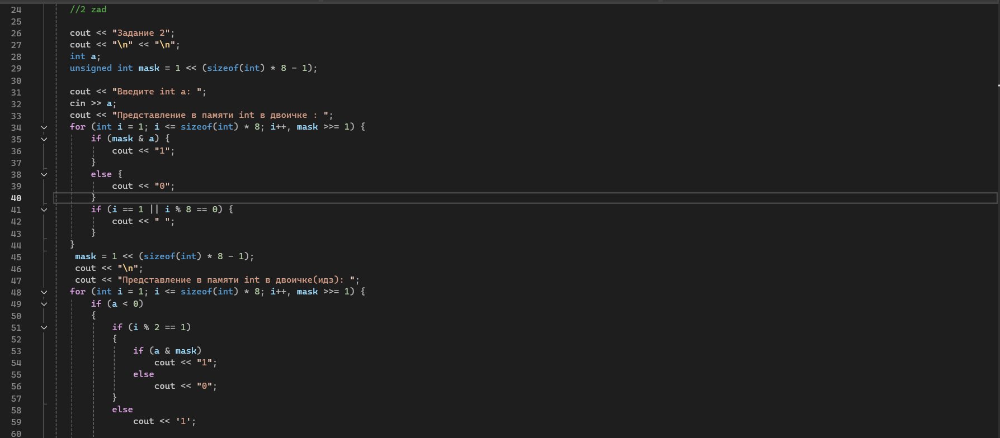 24 //2 zad
25
26 cout << "Задание 2";
27 cout << "\n" << "\n";
28 int a;
29 unsigned int mask = 1 << (sizeof(int) * 8 - 1);
30
31 cout << "Введите int a: ";
32 cin >> a;
33 cout << "Представление в памяти int в двоичке : ";
34 for (int i = 1; i <= sizeof(int) * 8; i++, mask >>= 1) {
35 if (mask & a) {
36 cout << "1";
37 }
38 else {
39 cout << "0";
40 }
41 if (i == 1 || i % 8 == 0) {
42 cout << " ";
43 }
44 }
45 mask = 1 << (sizeof(int) * 8 - 1);
46 cout << "\n";
47 cout << "Представление в памяти int в двоичке(идз): ";
48 for (int i = 1; i <= sizeof(int) * 8; i++, mask >>= 1) {
49 if (a < 0)
50 {
51 if (i % 2 == 1)
52 {
53 if (a & mask)
54 cout << "1";
55 else
56 cout << "0";
57 }
58 else
59 cout << '1';
60